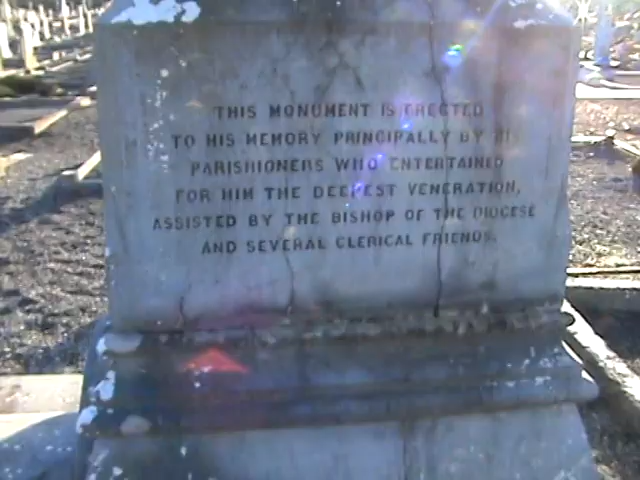 THIS MONUMENT IS ERECTED
TO HIS MEMORY PRINCIPALLY BY HIS
PARISHIONERS WHO ENTERTAINED
FOR HIM THE DEEPEST VENERATION,
ASSISTED BY THE BISHOP OF THE DIOCESE
AND SEVERAL CLERICAL FRIENDS.